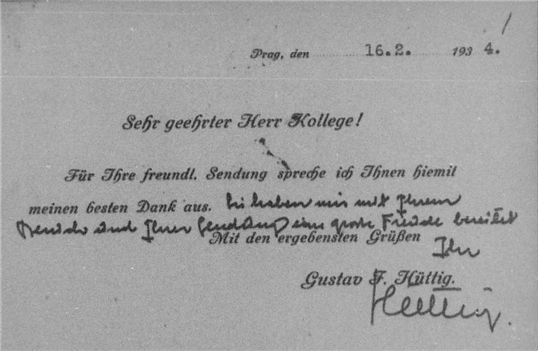 Prag, den 16.2. 1934.
Sehr geehrter Herr Kollege!
Für Ihre freundl. Sendung spreche ich Ihnen hiemit
meinen besten Dank aus. Sie haben mir mit Ihrem
und Ihrer Sendung eine große Freude bereitet
Mit den ergebensten Grüßen
Ihr
Gustav F. Hüttig.
Hüttig.